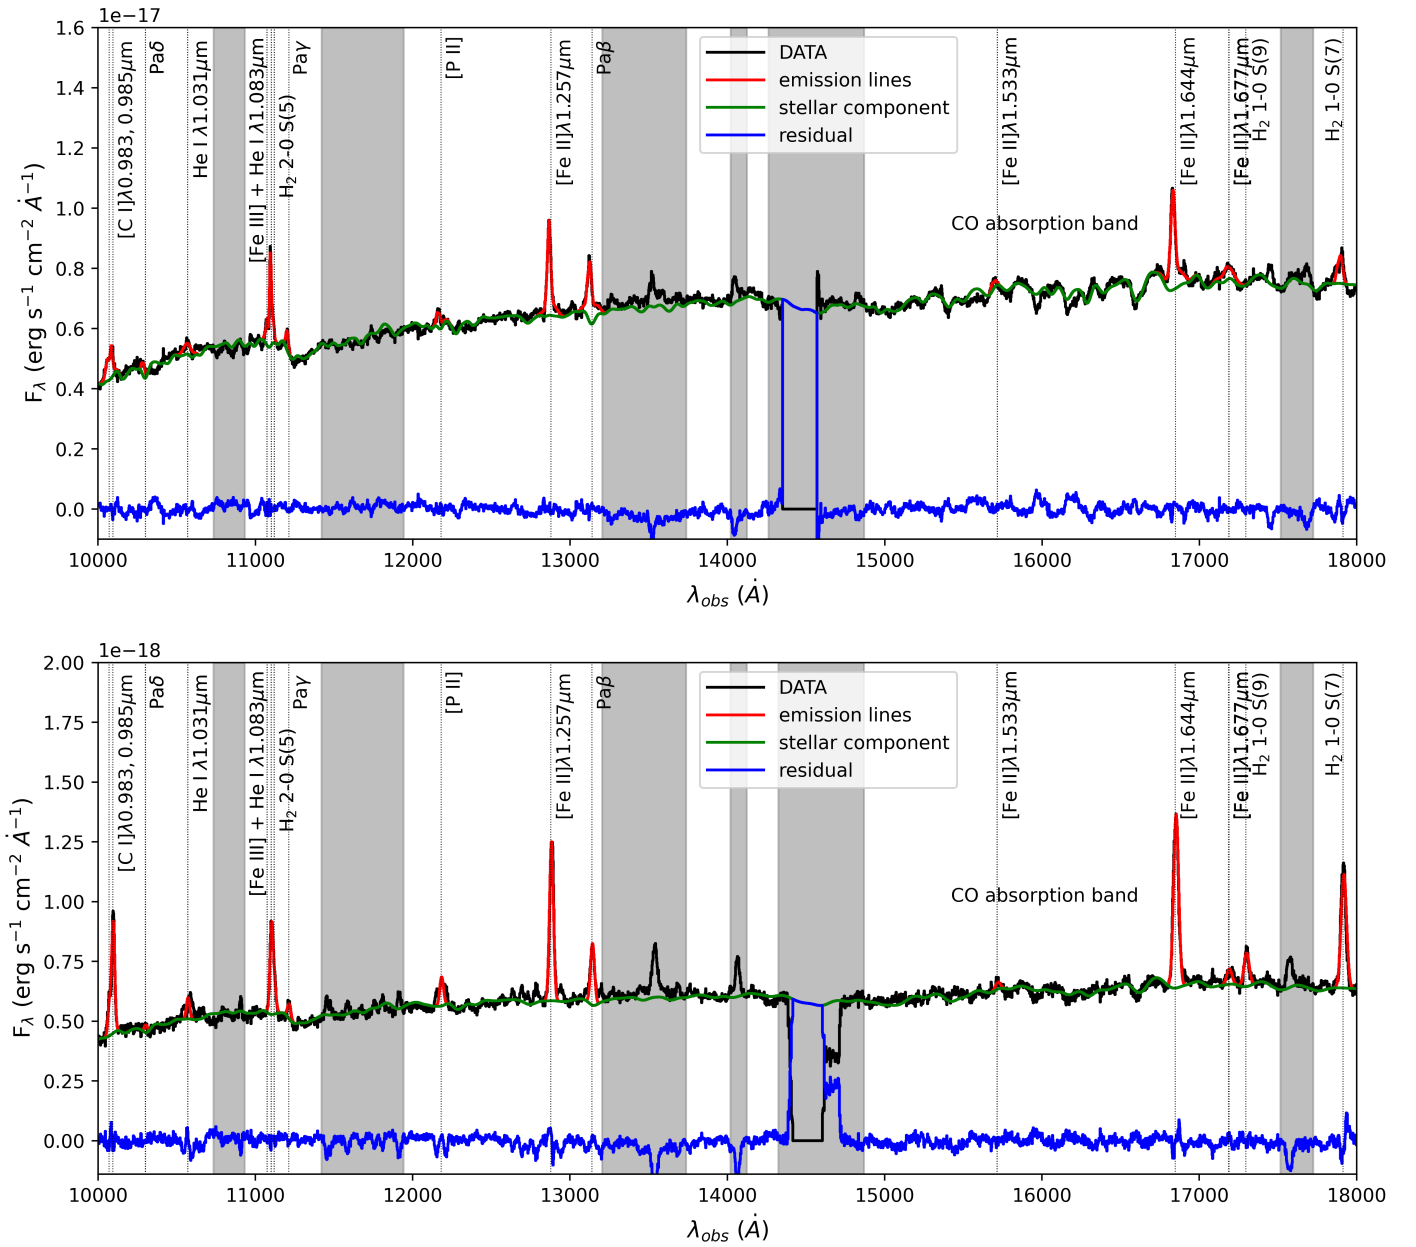 1e−17
1.6
1.4
1.2
1.0
0.8
0.6
0.4
0.2
0.0
F_λ (erg s⁻¹ cm⁻² Ȧ⁻¹)
[C I]λ0.983, 0.985μm
Paδ
He I λ1.031μm
[Fe III] + He I λ1.083μm
H₂ 2-0 S(5)
Paγ
[P II]
[Fe II]λ1.257μm
Paβ
DATA
emission lines
stellar component
residual
[Fe II]λ1.533μm
CO absorption band
[Fe II]λ1.644μm
[Fe II]λ1.677μm
H₂ 1-0 S(9)
H₂ 1-0 S(7)
10000 11000 12000 13000 14000 15000 16000 17000 18000
λ_obs (Ȧ)
1e−18
2.00
1.75
1.50
1.25
1.00
0.75
0.50
0.25
0.00
F_λ (erg s⁻¹ cm⁻² Ȧ⁻¹)
[C I]λ0.983, 0.985μm
Paδ
He I λ1.031μm
[Fe III] + He I λ1.083μm
H₂ 2-0 S(5)
Paγ
[P II]
[Fe II]λ1.257μm
Paβ
DATA
emission lines
stellar component
residual
[Fe II]λ1.533μm
CO absorption band
[Fe II]λ1.644μm
[Fe II]λ1.677μm
H₂ 1-0 S(9)
H₂ 1-0 S(7)
10000 11000 12000 13000 14000 15000 16000 17000 18000
λ_obs (Ȧ)